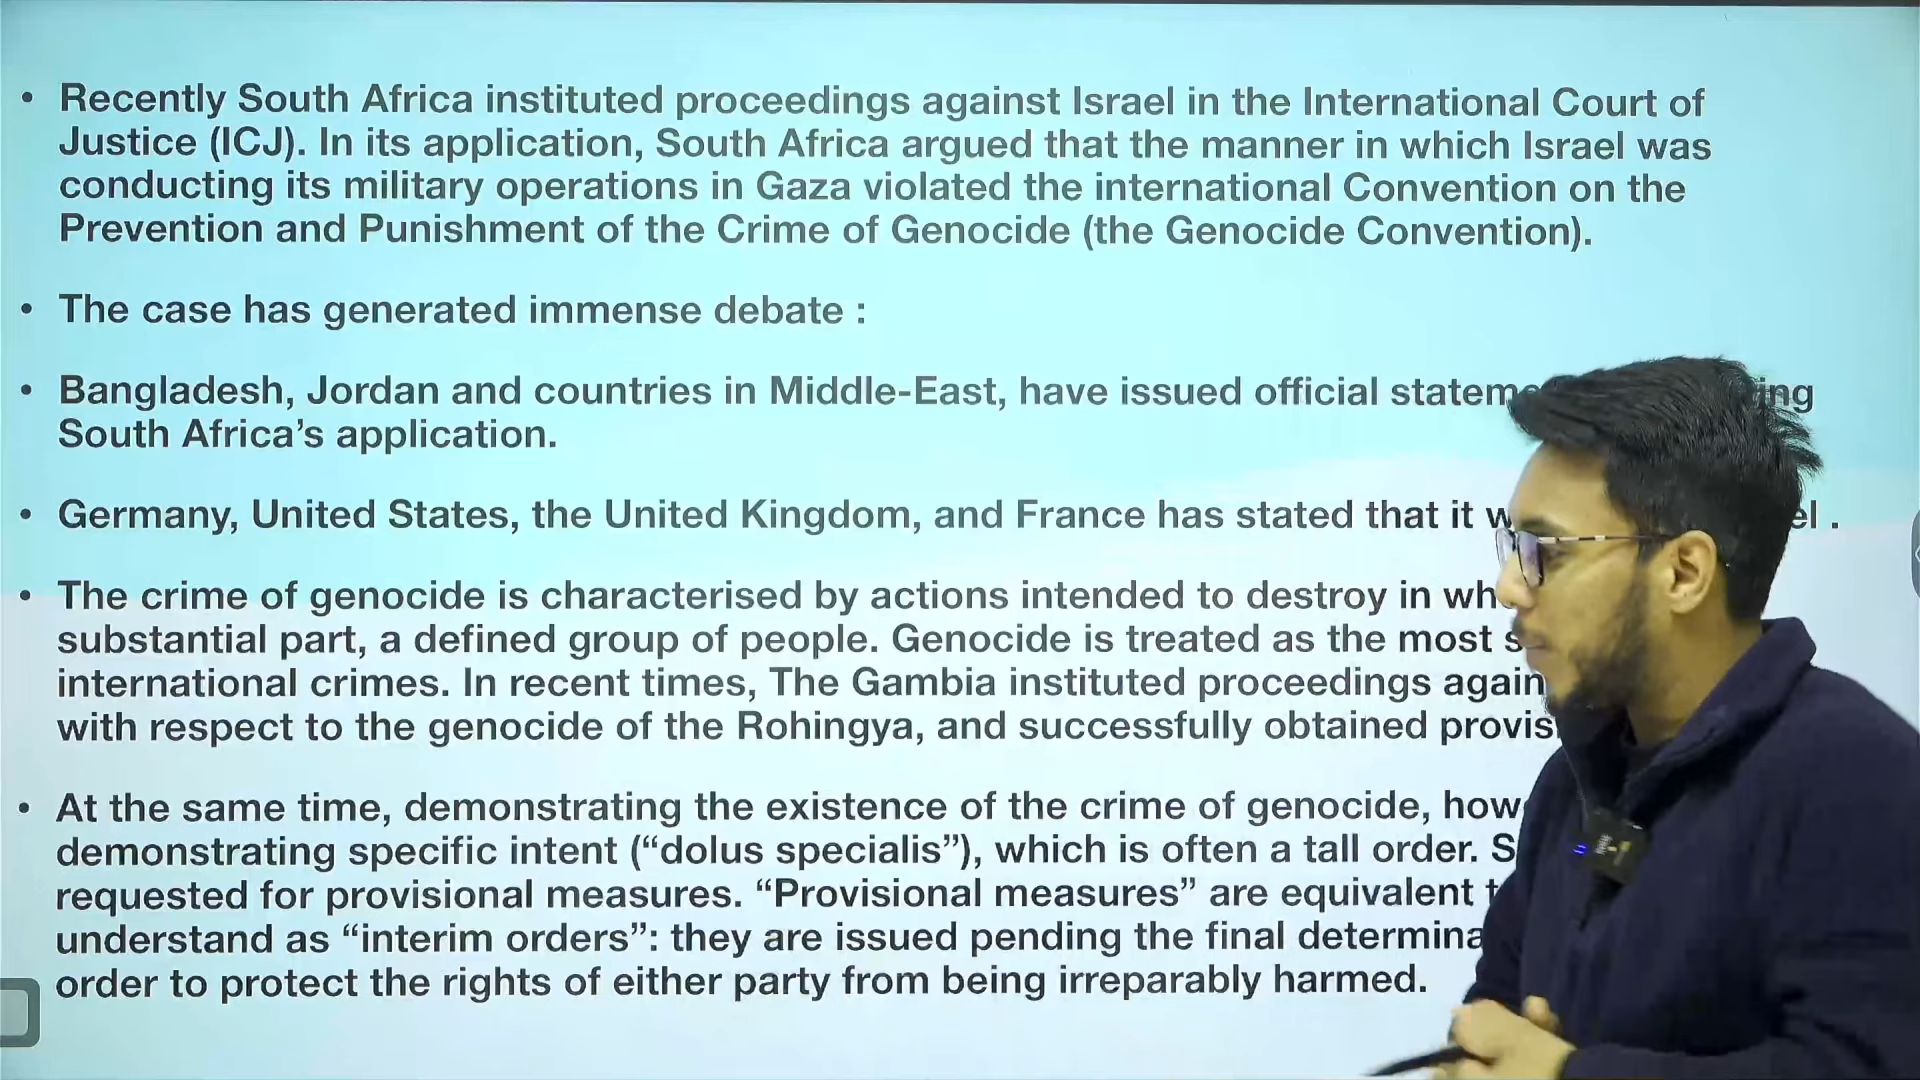 • Recently South Africa instituted proceedings against Israel in the International Court of
Justice (ICJ). In its application, South Africa argued that the manner in which Israel was
conducting its military operations in Gaza violated the international Convention on the
Prevention and Punishment of the Crime of Genocide (the Genocide Convention).
• The case has generated immense debate :
• Bangladesh, Jordan and countries in Middle-East, have issued official
South Africa’s application.
• Germany, United States, the United Kingdom, and France has stated that it
• The crime of genocide is characterised by actions intended to destroy in
substantial part, a defined group of people. Genocide is treated as the most
international crimes. In recent times, The Gambia instituted proceedings
with respect to the genocide of the Rohingya, and successfully obtained
• At the same time, demonstrating the existence of the crime of genocide,
demonstrating specific intent (“dolus specialis”), which is often a tall order.
requested for provisional measures. “Provisional measures” are equivalent
understand as “interim orders”: they are issued pending the final
order to protect the rights of either party from being irreparably harmed.